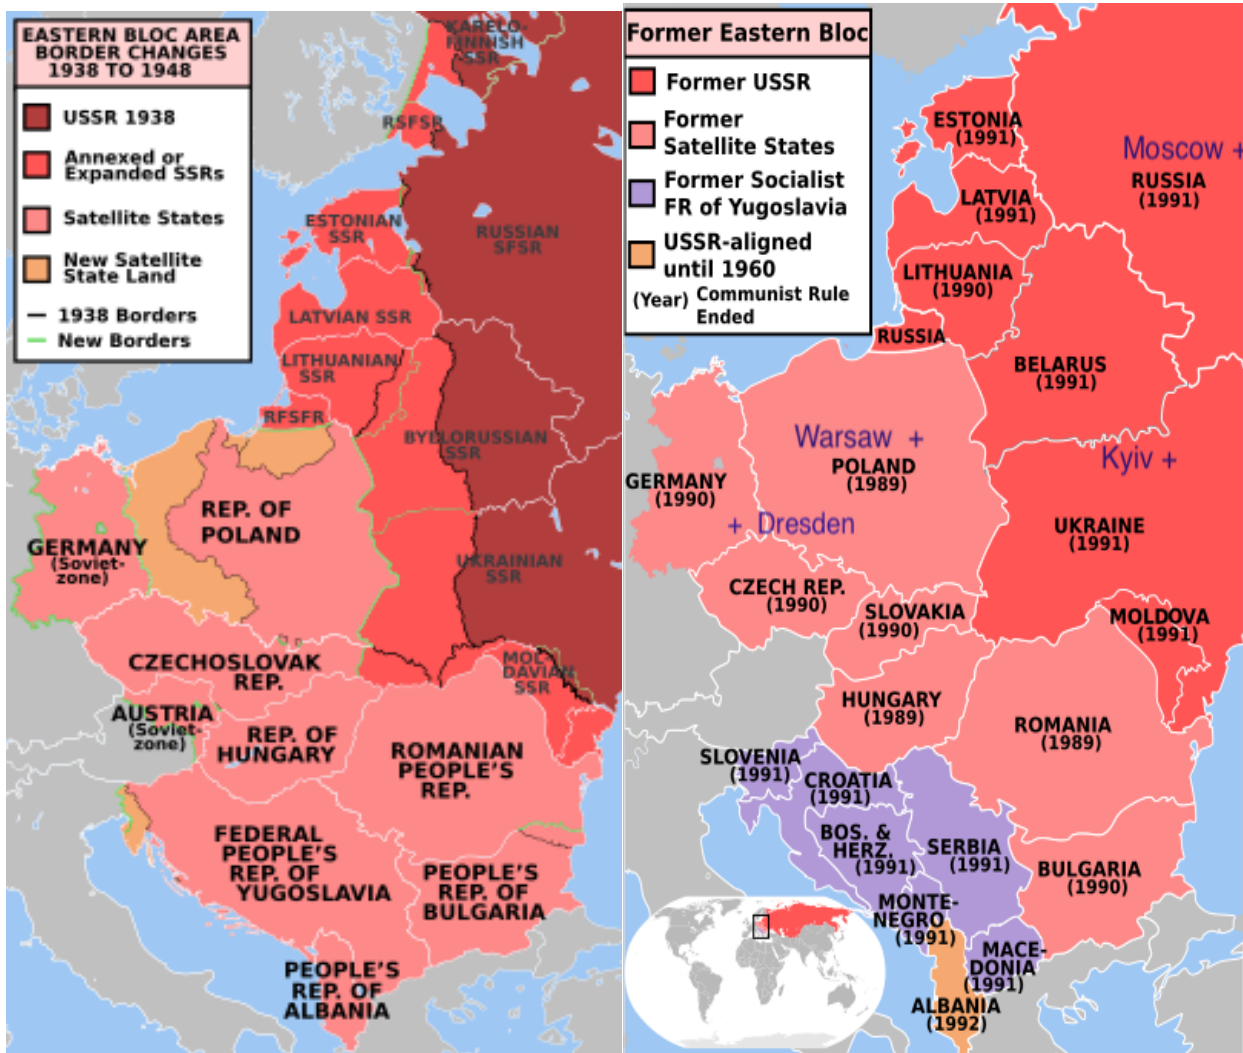 EASTERN BLOC AREA
BORDER CHANGES
1938 TO 1948
USSR 1938
Annexed or
Expanded SSRs
Satellite States
New Satellite
State Land
1938 Borders
New Borders
KARELO-
FINNISH
SSR
RSFSR
ESTONIAN
SSR
RUSSIAN
SFSR
LATVIAN SSR
LITHUANIAN
SSR
RFSFR
BYELORUSSIAN
SSR
REP. OF
POLAND
GERMANY
(Soviet-
zone)
UKRAINIAN
SSR
CZECHOSLOVAK
REP.
MOL-
DAVIAN
SSR
AUSTRIA
(Soviet-
zone)
REP. OF
HUNGARY
ROMANIAN
PEOPLE'S
REP.
FEDERAL
PEOPLE'S
REP. OF
YUGOSLAVIA
PEOPLE'S
REP. OF
BULGARIA
PEOPLE'S
REP. OF
ALBANIA
Former Eastern Bloc
Former USSR
Former
Satellite States
Former Socialist
FR of Yugoslavia
USSR-aligned
until 1960
(Year) Communist Rule
Ended
ESTONIA
(1991)
Moscow +
RUSSIA
(1991)
LATVIA
(1991)
LITHUANIA
(1990)
RUSSIA
BELARUS
(1991)
Warsaw +
POLAND
(1989)
Kyiv +
GERMANY
(1990)
+ Dresden
UKRAINE
(1991)
CZECH REP.
(1990)
SLOVAKIA
(1990)
MOLDOVA
(1991)
HUNGARY
(1989)
ROMANIA
(1989)
SLOVENIA
(1991)
CROATIA
(1991)
BOS. &
HERZ.
(1991)
SERBIA
(1991)
BULGARIA
(1990)
MONTE-
NEGRO
(1991)
MACE-
DONIA
(1991)
ALBANIA
(1992)